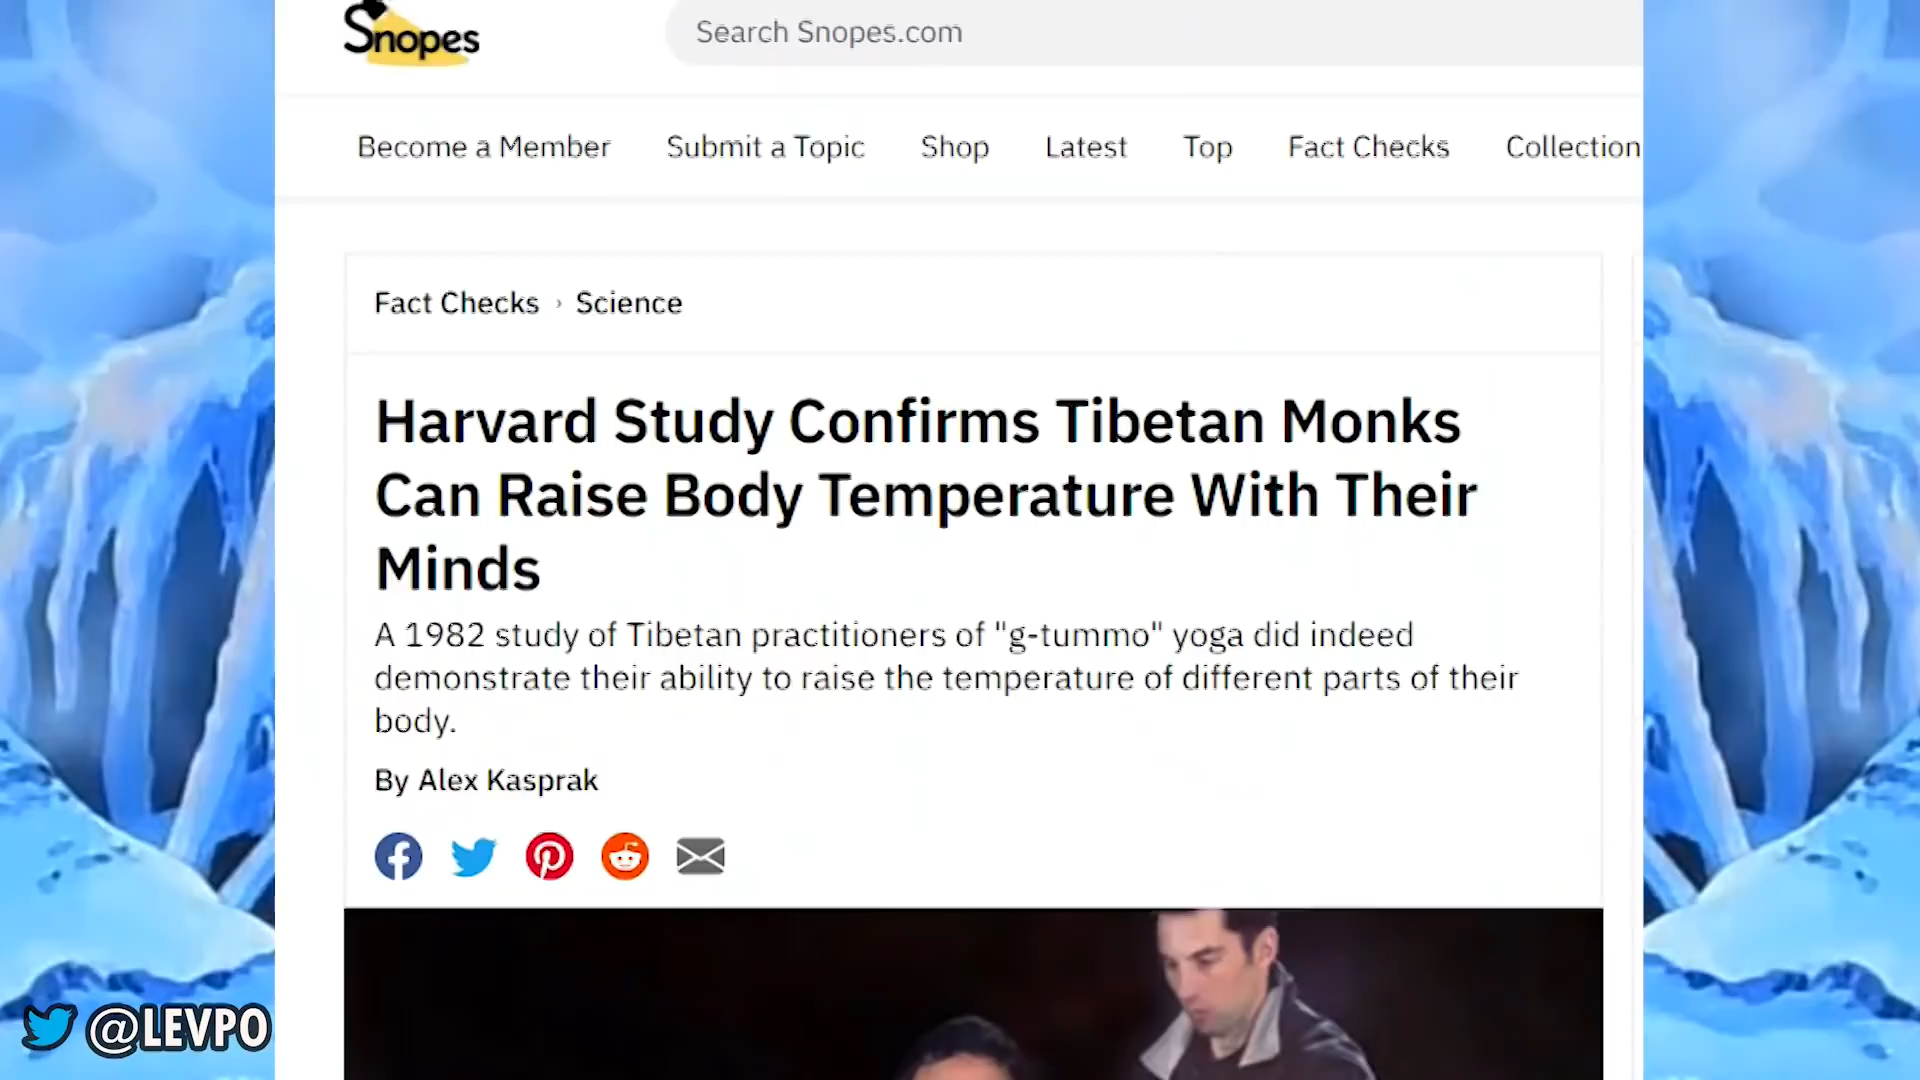 Snopes
Search Snopes.com
Become a Member Submit a Topic Shop Latest Top Fact Checks Collection
Fact Checks › Science
Harvard Study Confirms Tibetan Monks
Can Raise Body Temperature With Their
Minds
A 1982 study of Tibetan practitioners of "g-tummo" yoga did indeed
demonstrate their ability to raise the temperature of different parts of their
body.
By Alex Kasprak
@LEVPO